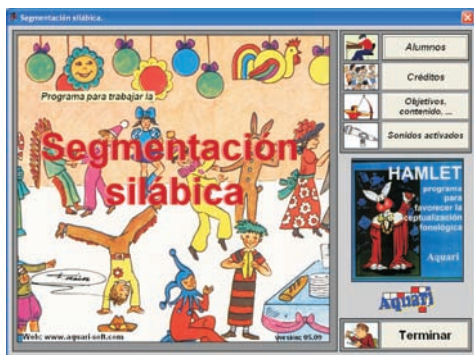 Segmentación silábica.
Programa para trabajar la
Segmentación
silábica
Web: www.aquari-soft.com
Versión: 05.09
Alumnos
Créditos
Objetivos,
contenido, ...
Sonidos activados
HAMLET
programa
para
favorecer la
ceptualización
fonológica
Aquari
Aquari
Terminar